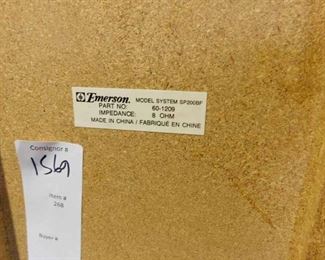 Emerson. MODEL SYSTEM SP200BF
PART NO: 60-1209
IMPEDANCE: 8 OHM
MADE IN CHINA / FABRIQUÉ EN CHINE
Consignor #
1569
Item #
268
Buyer #